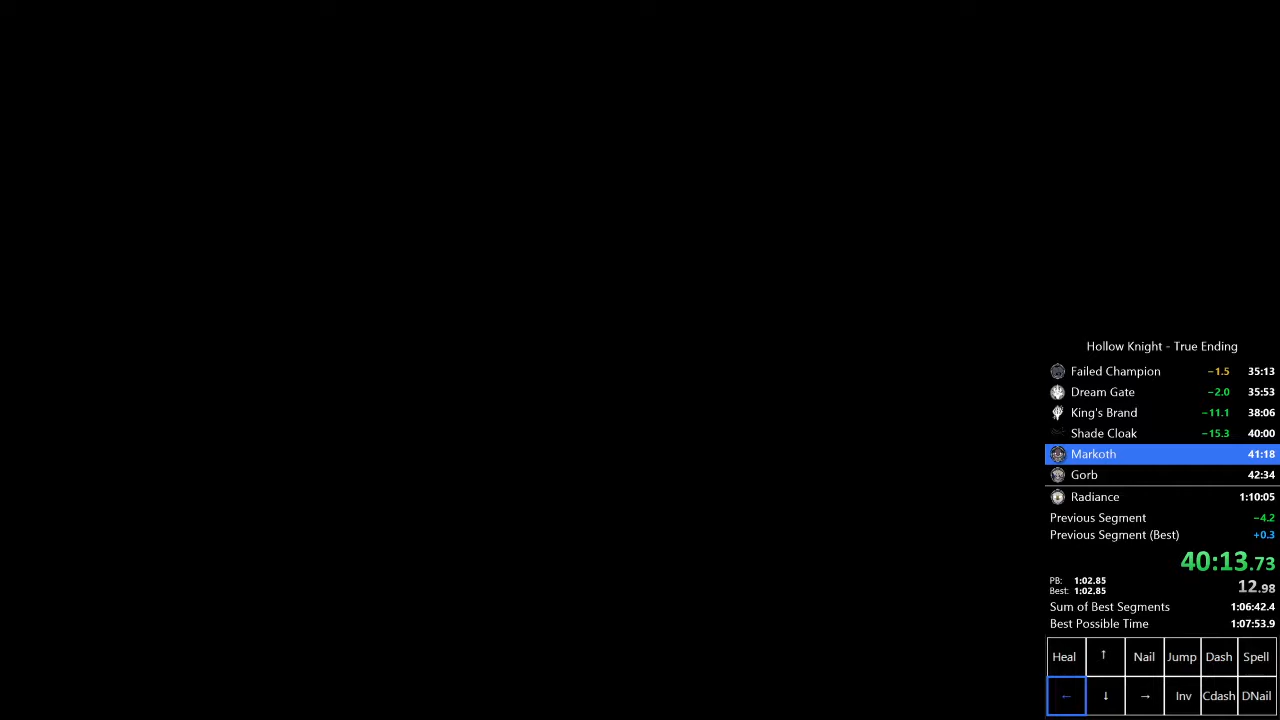 Hollow Knight - True Ending
Failed Champion −1.5 35:13
Dream Gate −2.0 35:53
King's Brand −11.1 38:06
Shade Cloak −15.3 40:00
Markoth 41:18
Gorb 42:34
Radiance 1:10:05
Previous Segment −4.2
Previous Segment (Best) +0.3
40:13.73
PB: 1:02.85 12.98
Best: 1:02.85
Sum of Best Segments 1:06:42.4
Best Possible Time 1:07:53.9
Heal ↑ Nail Jump Dash Spell
← ↓ → Inv Cdash DNail